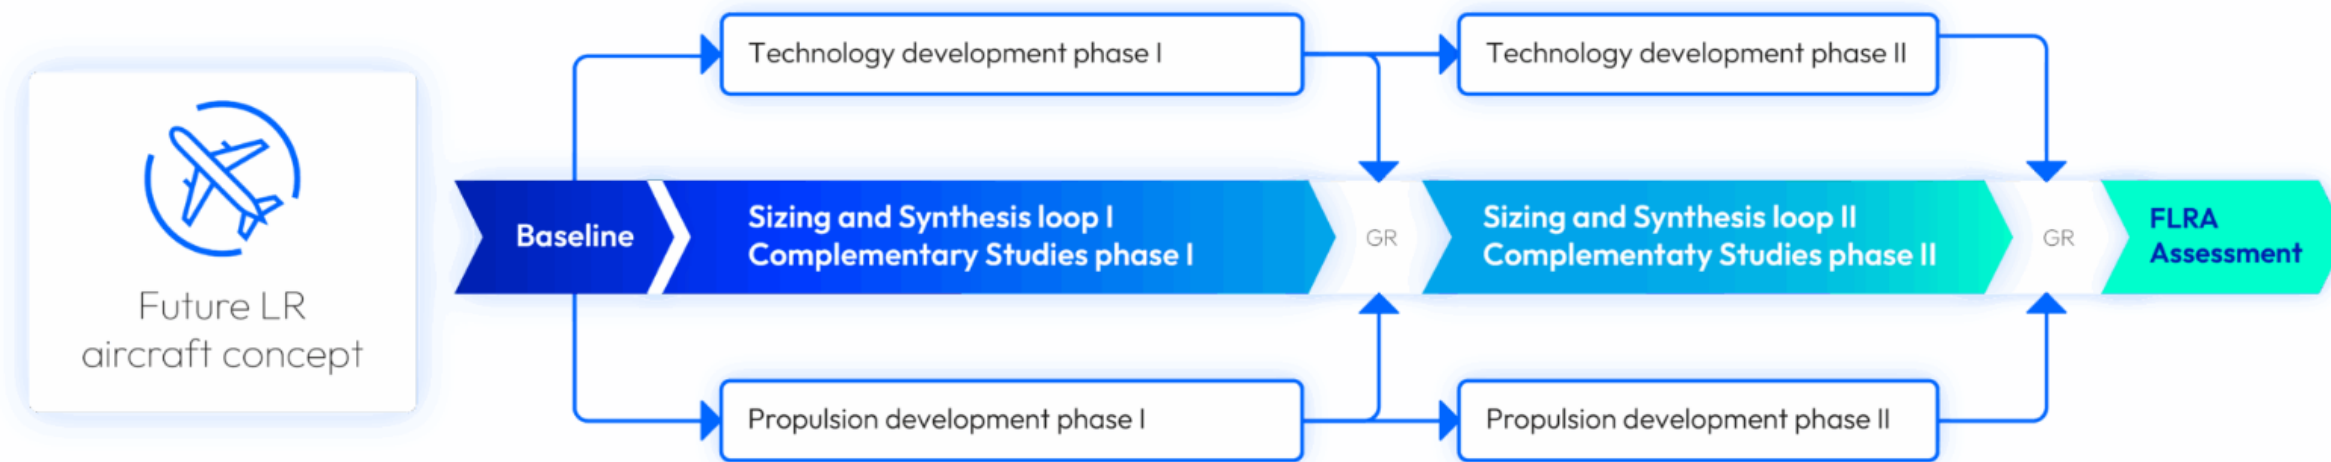 Future LR
aircraft concept
Technology development phase I
Technology development phase II
Baseline
Sizing and Synthesis loop I
Complementary Studies phase I
GR
Sizing and Synthesis loop II
Complementaty Studies phase II
GR
FLRA
Assessment
Propulsion development phase I
Propulsion development phase II